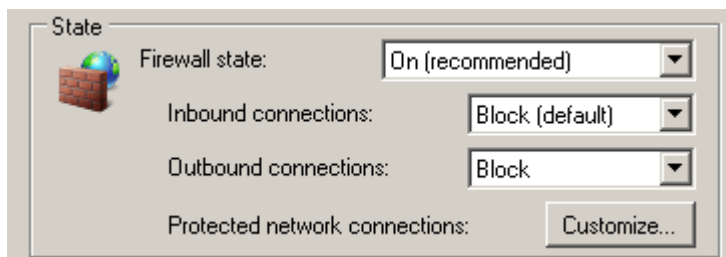 State
Firewall state: On (recommended)
Inbound connections: Block (default)
Outbound connections: Block
Protected network connections: Customize...